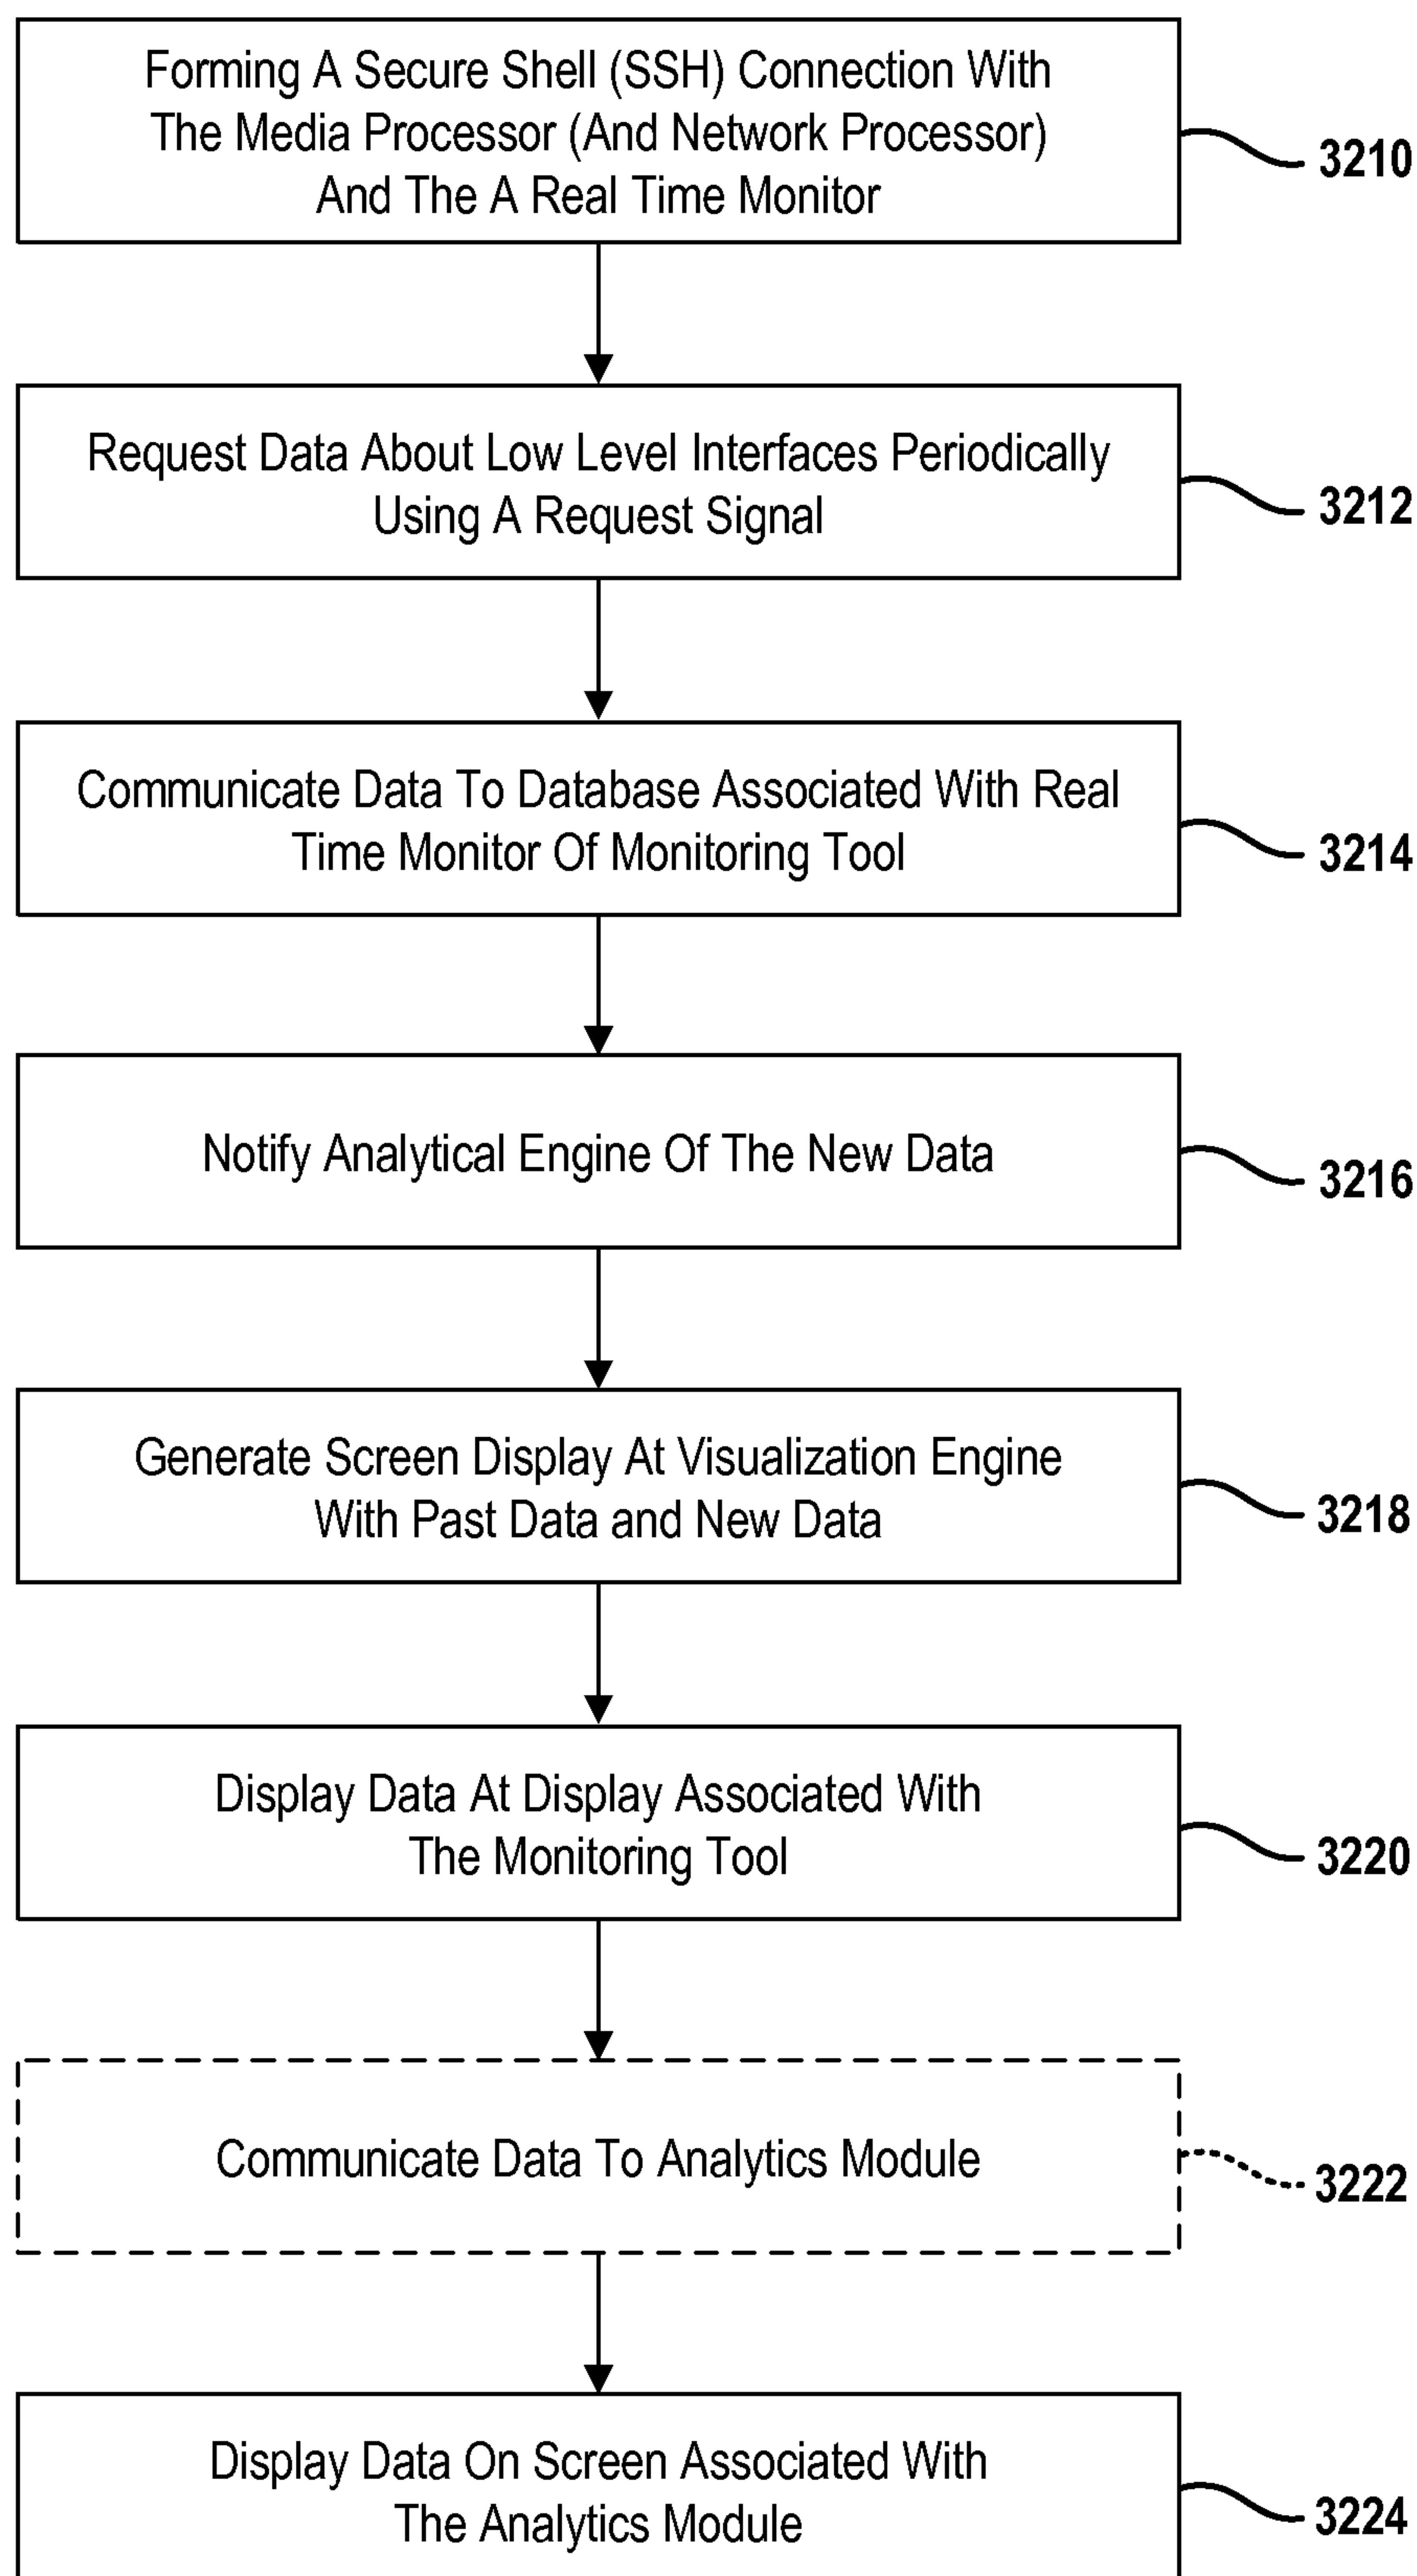 Forming A Secure Shell (SSH) Connection With
The Media Processor (And Network Processor)
And The A Real Time Monitor
3210
Request Data About Low Level Interfaces Periodically
Using A Request Signal
3212
Communicate Data To Database Associated With Real
Time Monitor Of Monitoring Tool
3214
Notify Analytical Engine Of The New Data
3216
Generate Screen Display At Visualization Engine
With Past Data and New Data
3218
Display Data At Display Associated With
The Monitoring Tool
3220
Communicate Data To Analytics Module
3222
Display Data On Screen Associated With
The Analytics Module
3224